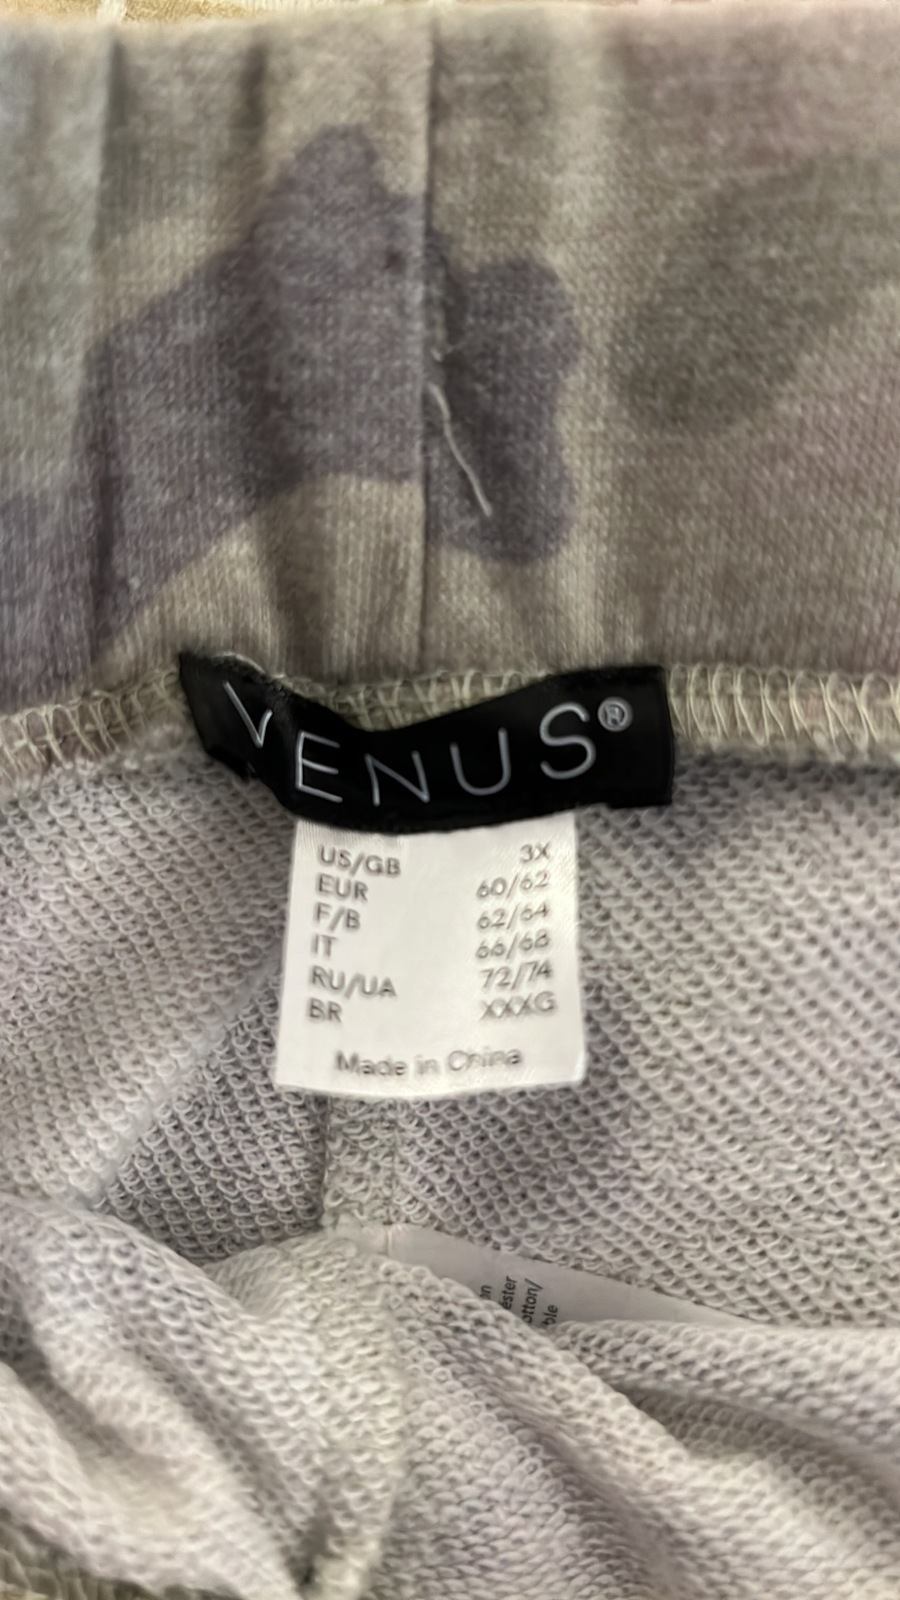 VENUS®
US/GB 3X
EUR 60/62
F/B 62/64
IT 66/68
RU/UA 72/74
BR XXXG
Made in China